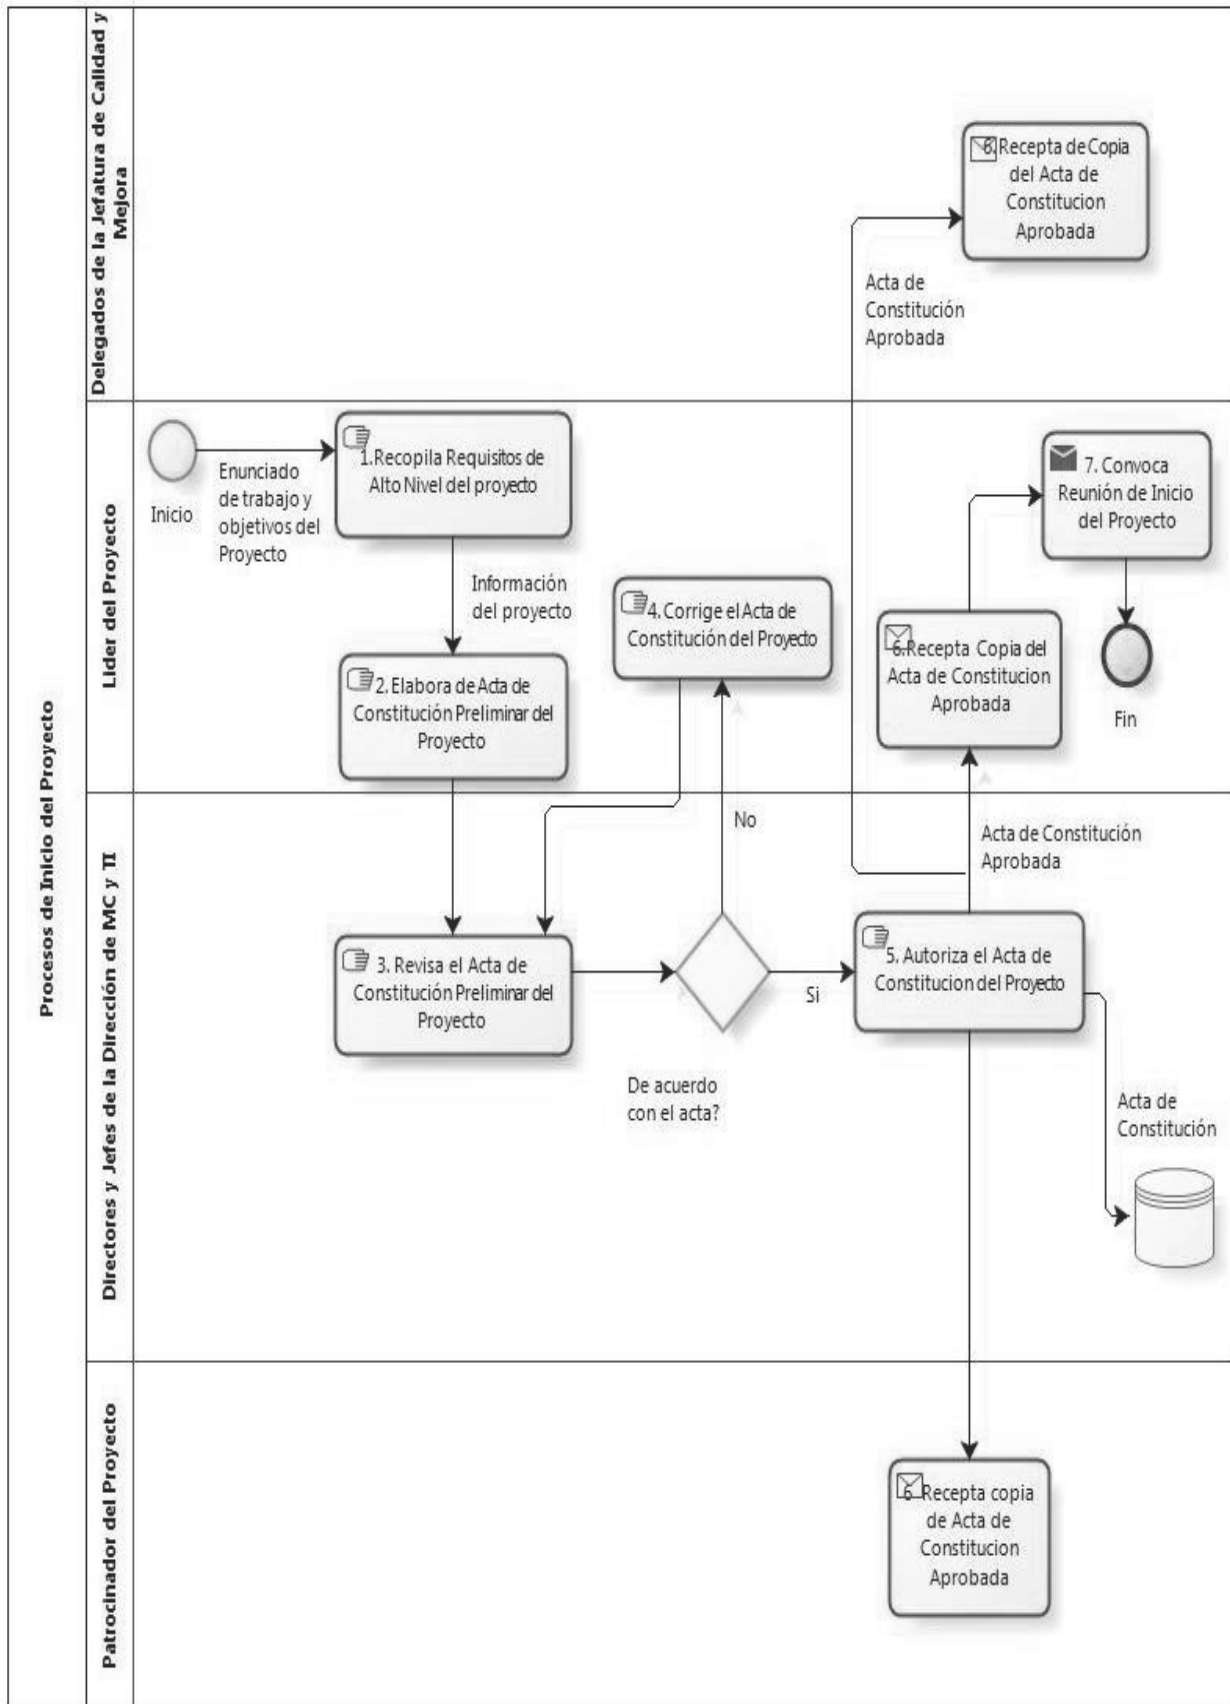 Procesos de Inicio del Proyecto
Delegados de la Jefatura de Calidad y
Mejora
6.Recepta de Copia
del Acta de
Constitucion
Aprobada
Acta de
Constitución
Aprobada
Lider del Proyecto
Inicio
Enunciado
de trabajo y
objetivos del
Proyecto
1.Recopila Requisitos de
Alto Nivel del proyecto
Información
del proyecto
2. Elabora de Acta de
Constitución Preliminar del
Proyecto
4. Corrige el Acta de
Constitución del Proyecto
6.Recepta Copia del
Acta de Constitucion
Aprobada
7. Convoca
Reunión de Inicio
del Proyecto
Fin
Directores y Jefes de la Dirección de MC y TI
3. Revisa el Acta de
Constitución Preliminar del
Proyecto
No
Si
De acuerdo
con el acta?
Acta de Constitución
Aprobada
5. Autoriza el Acta de
Constitucion del Proyecto
Acta de
Constitución
Patrocinador del Proyecto
6 Recepta copia
de Acta de
Constitucion
Aprobada